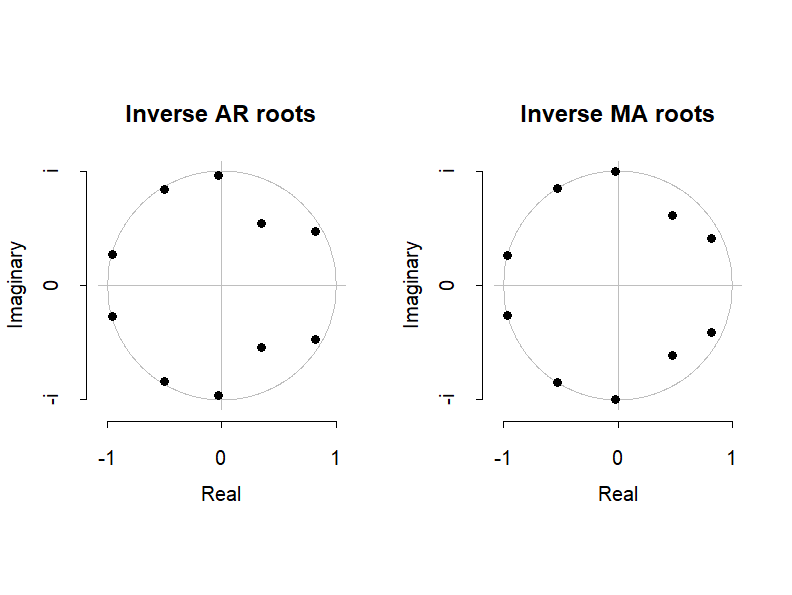 Inverse AR roots
Imaginary
i
0
-i
-1 0 1
Real
Inverse MA roots
Imaginary
i
0
-i
-1 0 1
Real